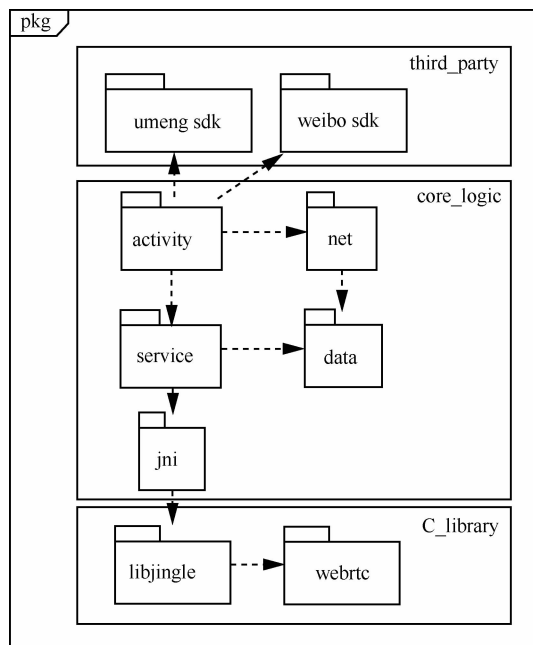 pkg
third_party
umeng sdk
weibo sdk
core_logic
activity
net
service
data
jni
C_library
libjingle
webrtc